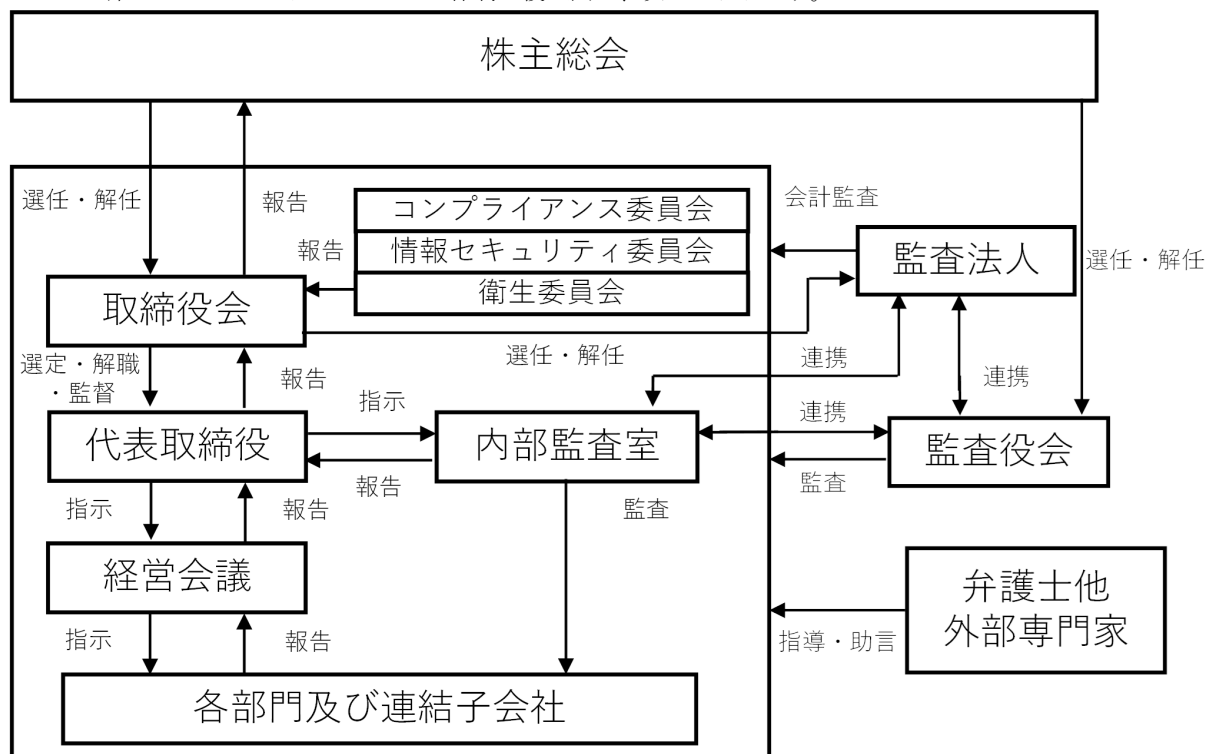 株主総会
選任・解任
報告
コンプライアンス委員会
会計監査
報告
情報セキュリティ委員会
監査法人
選任・解任
取締役会
衛生委員会
選定・解職
・監督
報告
選任・解任
連携
連携
指示
連携
代表取締役
内部監査室
監査役会
報告
監査
指示
報告
監査
経営会議
弁護士他
外部専門家
指示
報告
指導・助言
各部門及び連結子会社